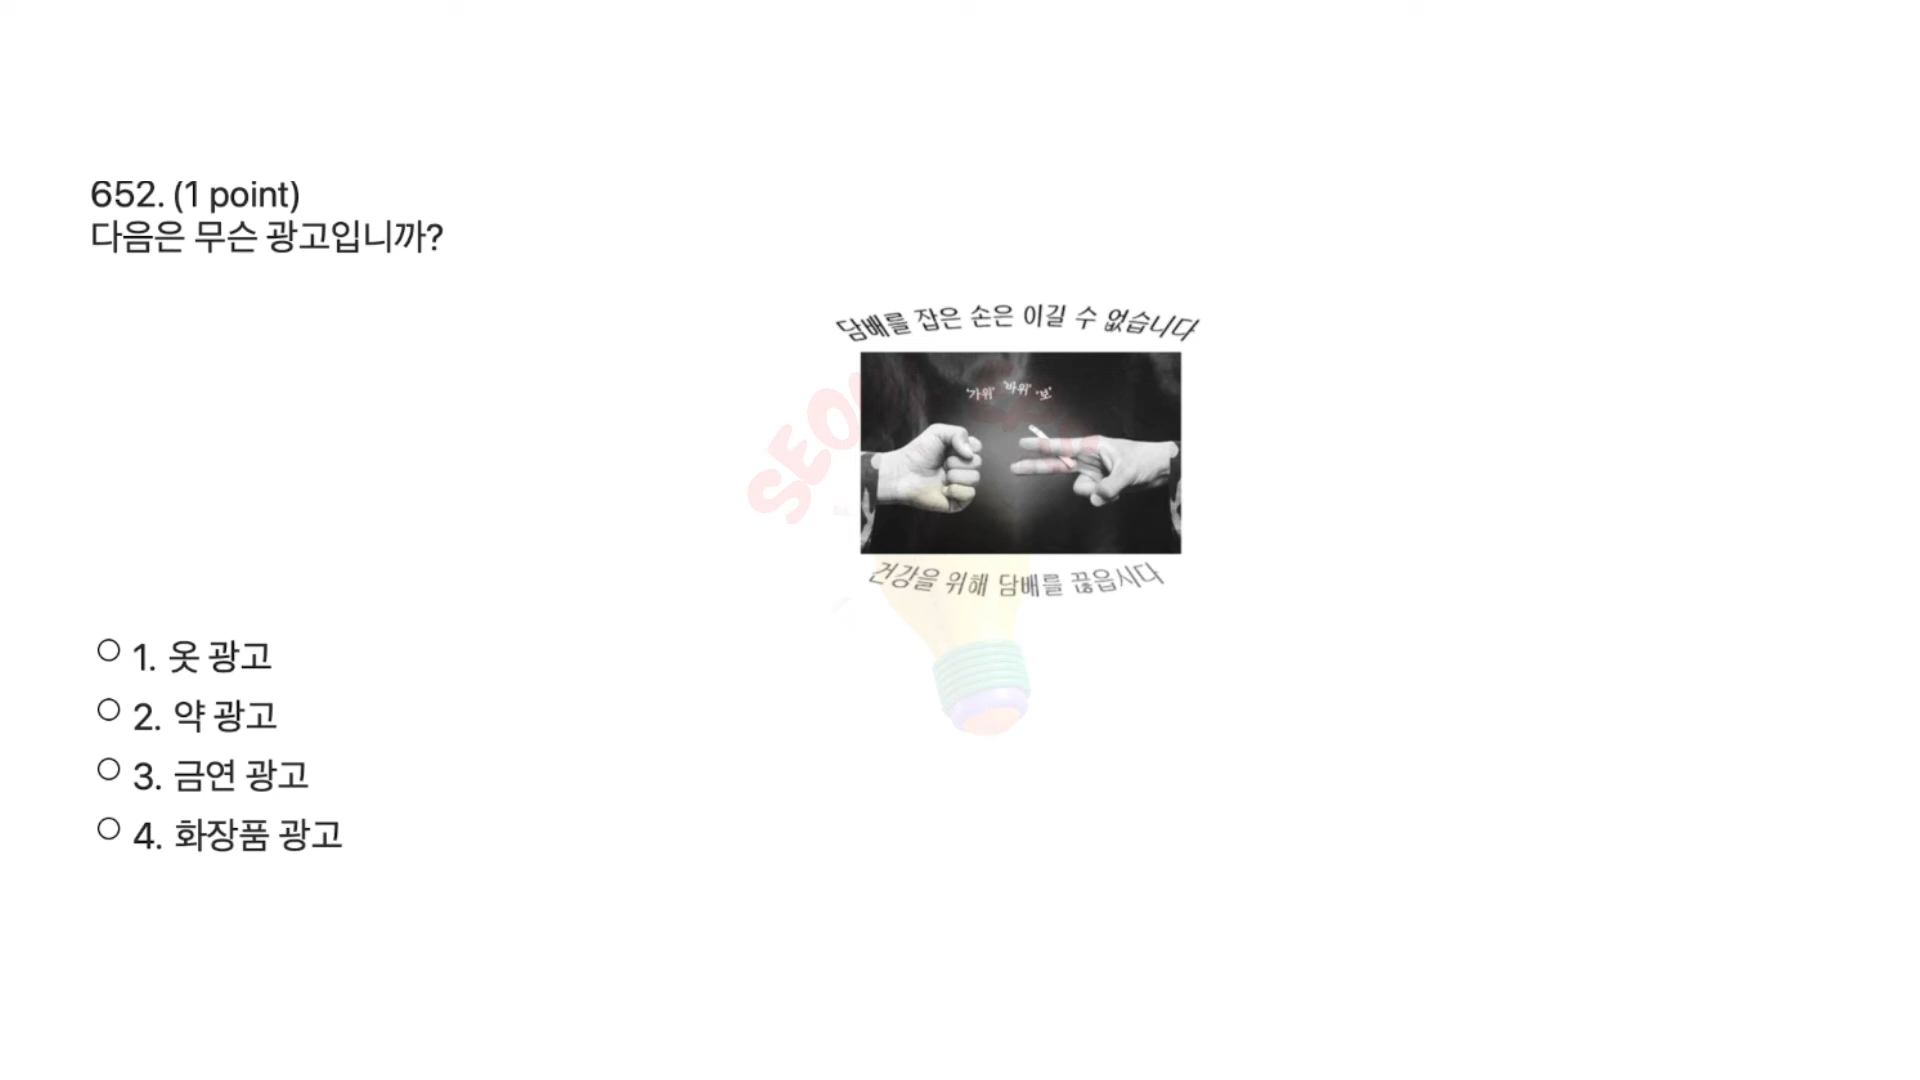 652. (1 point)
다음은 무슨 광고입니까?
담배를 잡은 손은 이길 수 없습니다
'가위' '바위' '보'
SEO
건강을 위해 담배를 끊읍시다
1. 옷 광고
2. 약 광고
3. 금연 광고
4. 화장품 광고